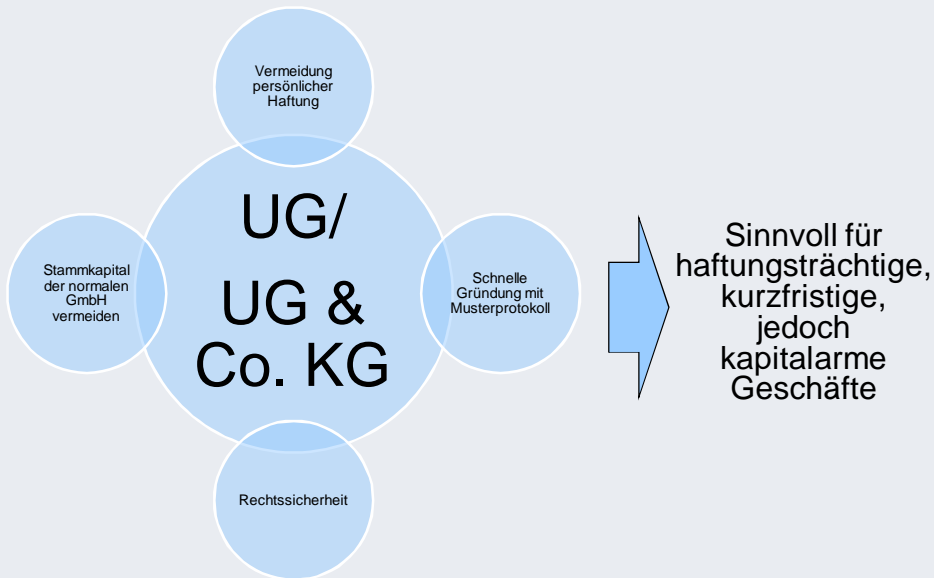 Vermeidung
persönlicher
Haftung
UG/
UG &
Co. KG
Stammkapital
der normalen
GmbH
vermeiden
Schnelle
Gründung mit
Musterprotokoll
Rechtssicherheit
Sinnvoll für
haftungsträchtige,
kurzfristige,
jedoch
kapitalarme
Geschäfte